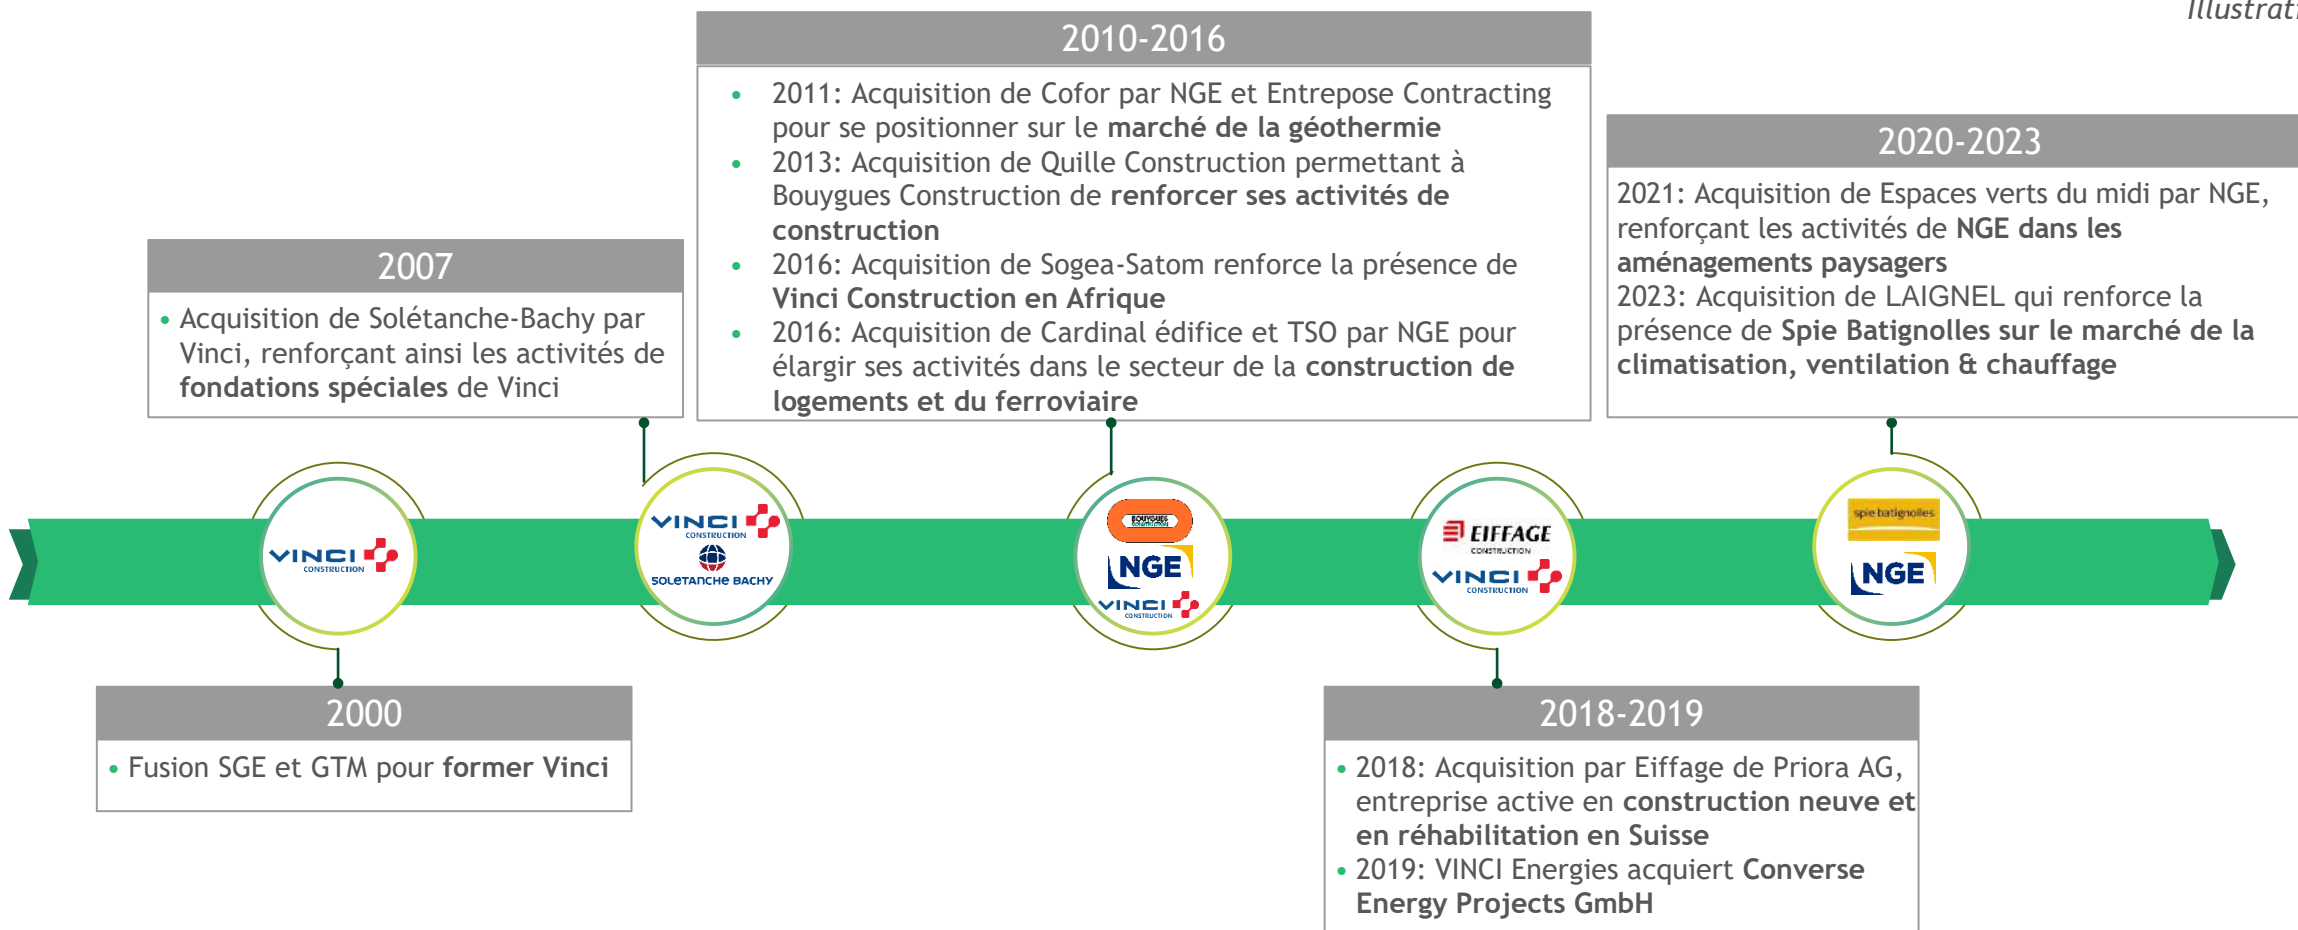 Illustrati
2010-2016
• 2011: Acquisition de Cofor par NGE et Entrepose Contracting
pour se positionner sur le marché de la géothermie
• 2013: Acquisition de Quille Construction permettant à
Bouygues Construction de renforcer ses activités de
construction
• 2016: Acquisition de Sogea-Satom renforce la présence de
Vinci Construction en Afrique
• 2016: Acquisition de Cardinal édifice et TSO par NGE pour
élargir ses activités dans le secteur de la construction de
logements et du ferroviaire
2020-2023
2021: Acquisition de Espaces verts du midi par NGE,
renforçant les activités de NGE dans les
aménagements paysagers
2023: Acquisition de LAIGNEL qui renforce la
présence de Spie Batignolles sur le marché de la
climatisation, ventilation & chauffage
2007
• Acquisition de Solétanche-Bachy par
Vinci, renforçant ainsi les activités de
fondations spéciales de Vinci
VINCI
CONSTRUCTION
VINCI
CONSTRUCTION
SOLETANCHE BACHY
BOUYGUES
CONSTRUCTION
NGE
VINCI
CONSTRUCTION
EIFFAGE
CONSTRUCTION
VINCI
CONSTRUCTION
spie batignolles
NGE
2000
• Fusion SGE et GTM pour former Vinci
2018-2019
• 2018: Acquisition par Eiffage de Priora AG,
entreprise active en construction neuve et
en réhabilitation en Suisse
• 2019: VINCI Energies acquiert Converse
Energy Projects GmbH